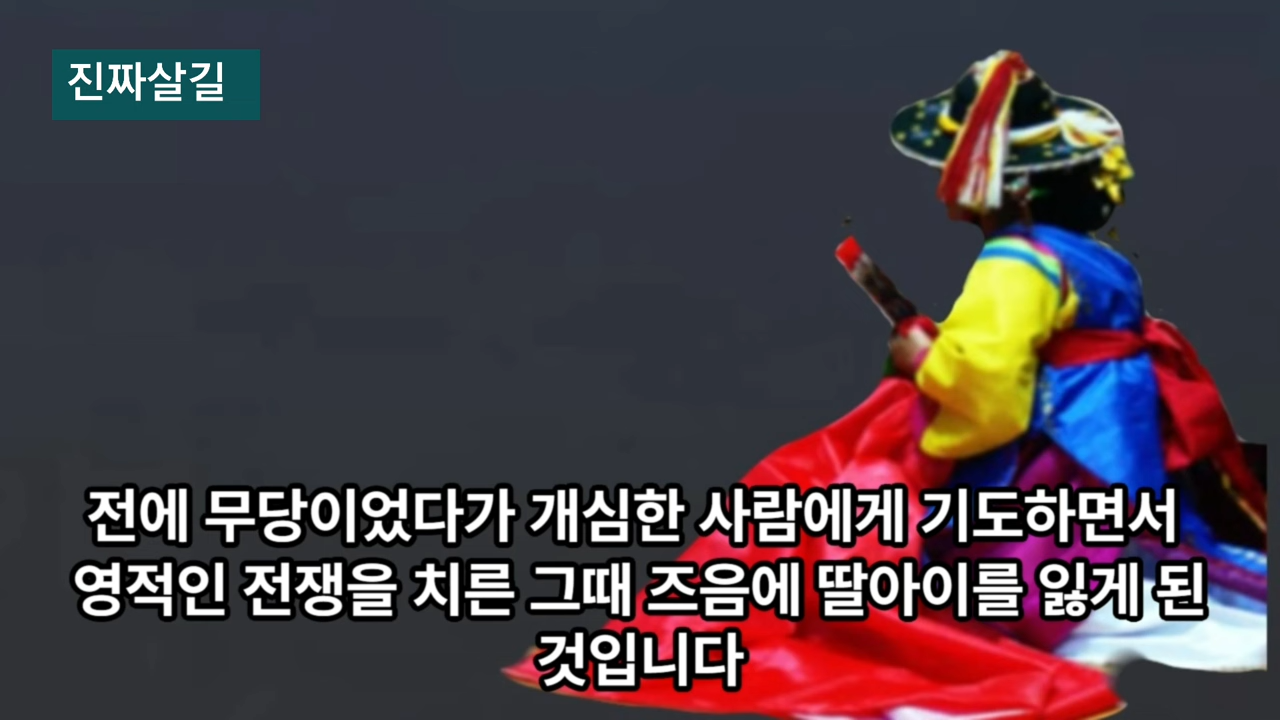 진짜살길
전에 무당이었다가 개심한 사람에게 기도하면서
영적인 전쟁을 치른 그때 즈음에 딸아이를 잃게 된
것입니다